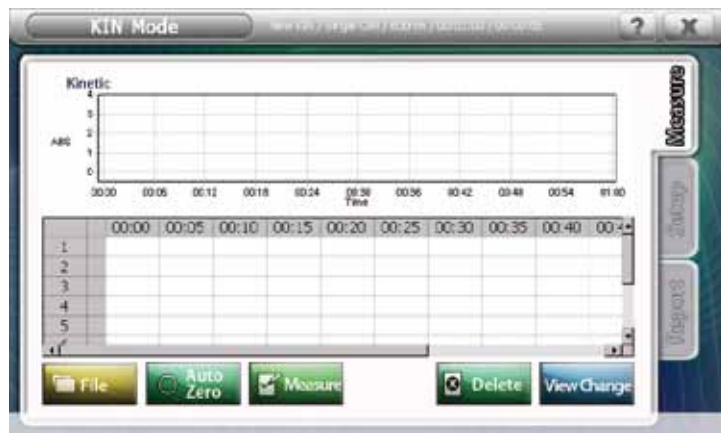 KIN Mode ? X
Kinetic
4
3
2
1
0
ABS
00:00 00:06 00:12 00:18 00:24 00:36 00:42 00:48 00:54 01:00
Time
00:00 00:05 00:10 00:15 00:20 00:25 00:30 00:35 00:40
1
2
3
4
5
File Auto Zero Measure Delete View Change
Measure
Setup
Report